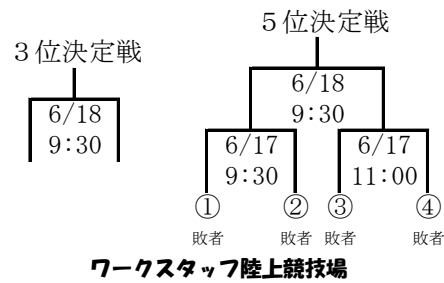 5位決定戦
3位決定戦
6/18
9:30
6/18
9:30
6/17
9:30
6/17
11:00
① ② ③ ④
敗者 敗者 敗者 敗者
ワークスタッフ陸上競技場